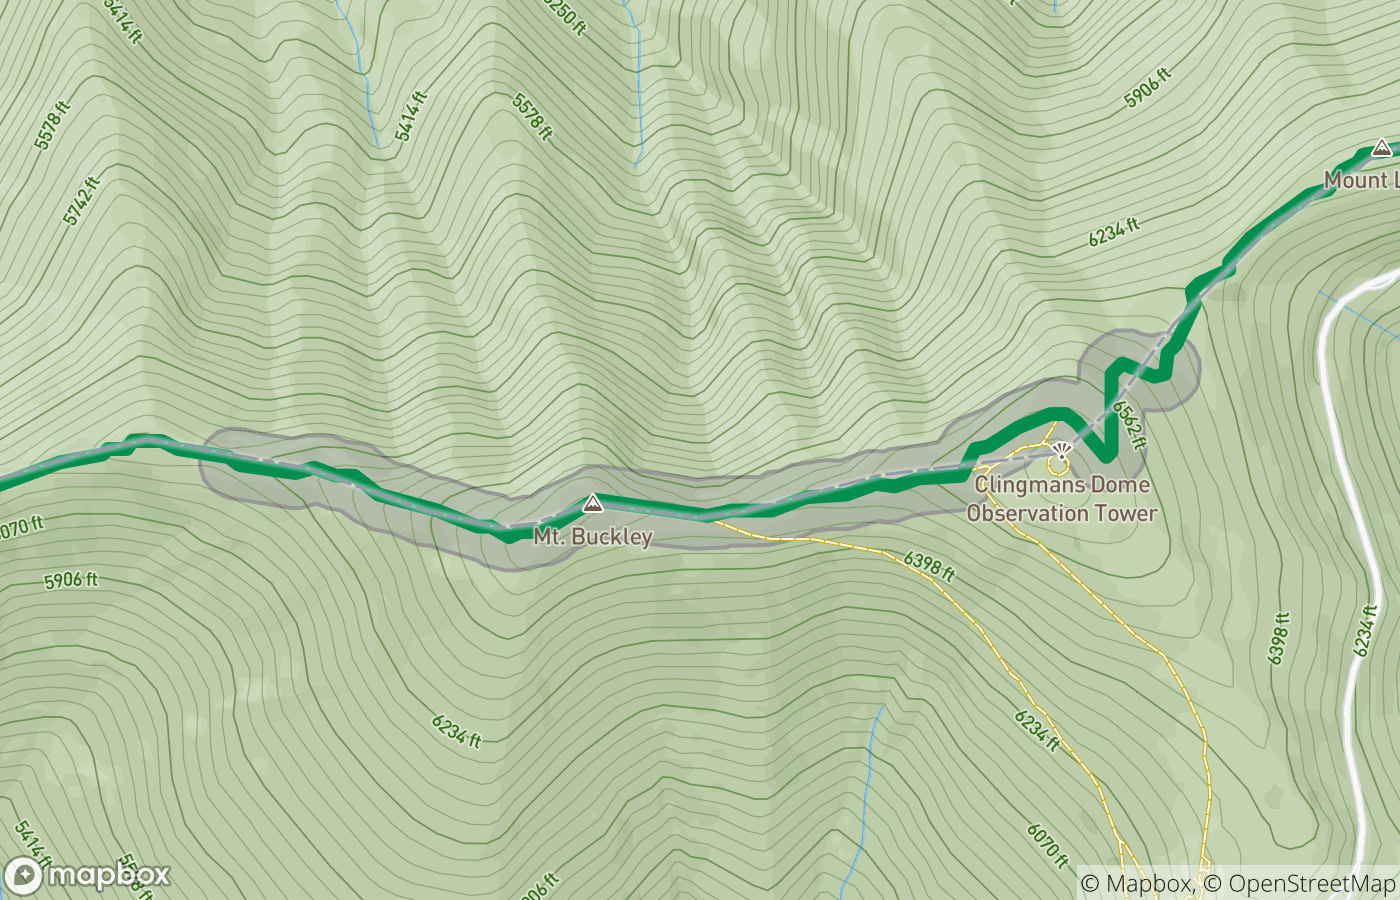 5414 ft
5250 ft
5906 ft
5578 ft
5414 ft
5578 ft
Mount L
5742 ft
6234 ft
6562 ft
Clingmans Dome
Observation Tower
6070 ft
Mt. Buckley
6398 ft
5906 ft
6398 ft
6234 ft
6234 ft
6234 ft
5414 ft
6070 ft
mapbox
© Mapbox, © OpenStreetMap